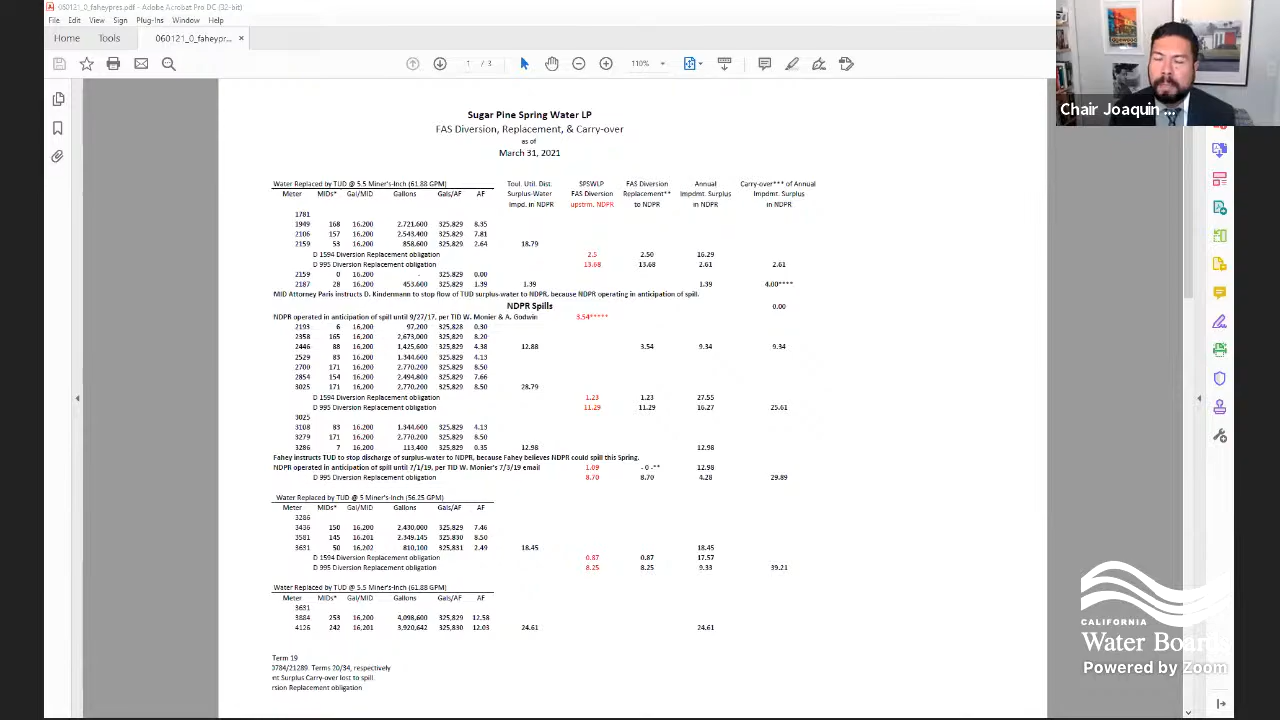 060121_0_faheypres.pdf - Adobe Acrobat Pro DC (32-bit)
File Edit View Sign Plug-Ins Window Help
Home Tools 060121_0_faheypr... ×
3 110%
Chair Joaquin ...
Sugar Pine Spring Water LP
FAS Diversion, Replacement, & Carry-over
as of
March 31, 2021
Water Replaced by TUD @ 5.5 Miner's-Inch (61.88 GPM) Toul. Util. Dist. SPSWLP FAS Diversion Annual Carry-over*** of Annual
Meter MIDs* Gal/MID Gallons Gals/AF AF Surplus-Water FAS Diversion Replacement** Impdmt. Surplus Impdmt. Surplus
Impd. in NDPR upstrm. NDPR to NDPR in NDPR in NDPR
1781
1949 168 16,200 2,721,600 325,829 8.35
2106 157 16,200 2,543,400 325,829 7.81
2159 53 16,200 858,600 325,829 2.64 18.79
D 1594 Diversion Replacement obligation 2.5 2.50 16.29
D 995 Diversion Replacement obligation 13.68 13.68 2.61 2.61
2159 0 16,200 - 325,829 0.00
2187 28 16,200 453,600 325,829 1.39 1.39 1.39 4.00****
MID Attorney Paris instructs D. Kindermann to stop flow of TUD surplus-water to NDPR, because NDPR operating in anticipation of spill.
NDPR Spills 0.00
NDPR operated in anticipation of spill until 9/27/17, per TID W. Monier & A. Godwin 3.54*****
2193 6 16,200 97,200 325,828 0.30
2358 165 16,200 2,673,000 325,829 8.20
2446 88 16,200 1,425,600 325,829 4.38 12.88 3.54 9.34 9.34
2529 83 16,200 1,344,600 325,829 4.13
2700 171 16,200 2,770,200 325,829 8.50
2854 154 16,200 2,494,800 325,829 7.66
3025 171 16,200 2,770,200 325,829 8.50 28.79
D 1594 Diversion Replacement obligation 1.23 1.23 27.55
D 995 Diversion Replacement obligation 11.29 11.29 16.27 25.61
3025
3108 83 16,200 1,344,600 325,829 4.13
3279 171 16,200 2,770,200 325,829 8.50
3286 7 16,200 113,400 325,829 0.35 12.98 12.98
Fahey instructs TUD to stop discharge of surplus-water to NDPR, because Fahey believes NDPR could spill this Spring.
NDPR operated in anticipation of spill until 7/1/19, per TID W. Monier's 7/3/19 email 1.09 - 0 -** 12.98
D 995 Diversion Replacement obligation 8.70 8.70 4.28 29.89
Water Replaced by TUD @ 5 Miner's-Inch (56.25 GPM)
Meter MIDs* Gal/MID Gallons Gals/AF AF
3286
3436 150 16,200 2,430,000 325,829 7.46
3581 145 16,201 2,349,145 325,830 8.50
3631 50 16,202 810,100 325,831 2.49 18.45 18.45
D 1594 Diversion Replacement obligation 0.87 0.87 17.57
D 995 Diversion Replacement obligation 8.25 8.25 9.33 39.21
Water Replaced by TUD @ 5.5 Miner's-Inch (61.88 GPM)
Meter MIDs* Gal/MID Gallons Gals/AF AF
3631
3884 253 16,200 4,098,600 325,829 12.58
4126 242 16,201 3,920,642 325,830 12.03 24.61 24.61
Term 19
0784/21289. Terms 20/34, respectively
nt Surplus Carry-over lost to spill
rsion Replacement obligation
CALIFORNIA
Water Boards
Powered by Zoom